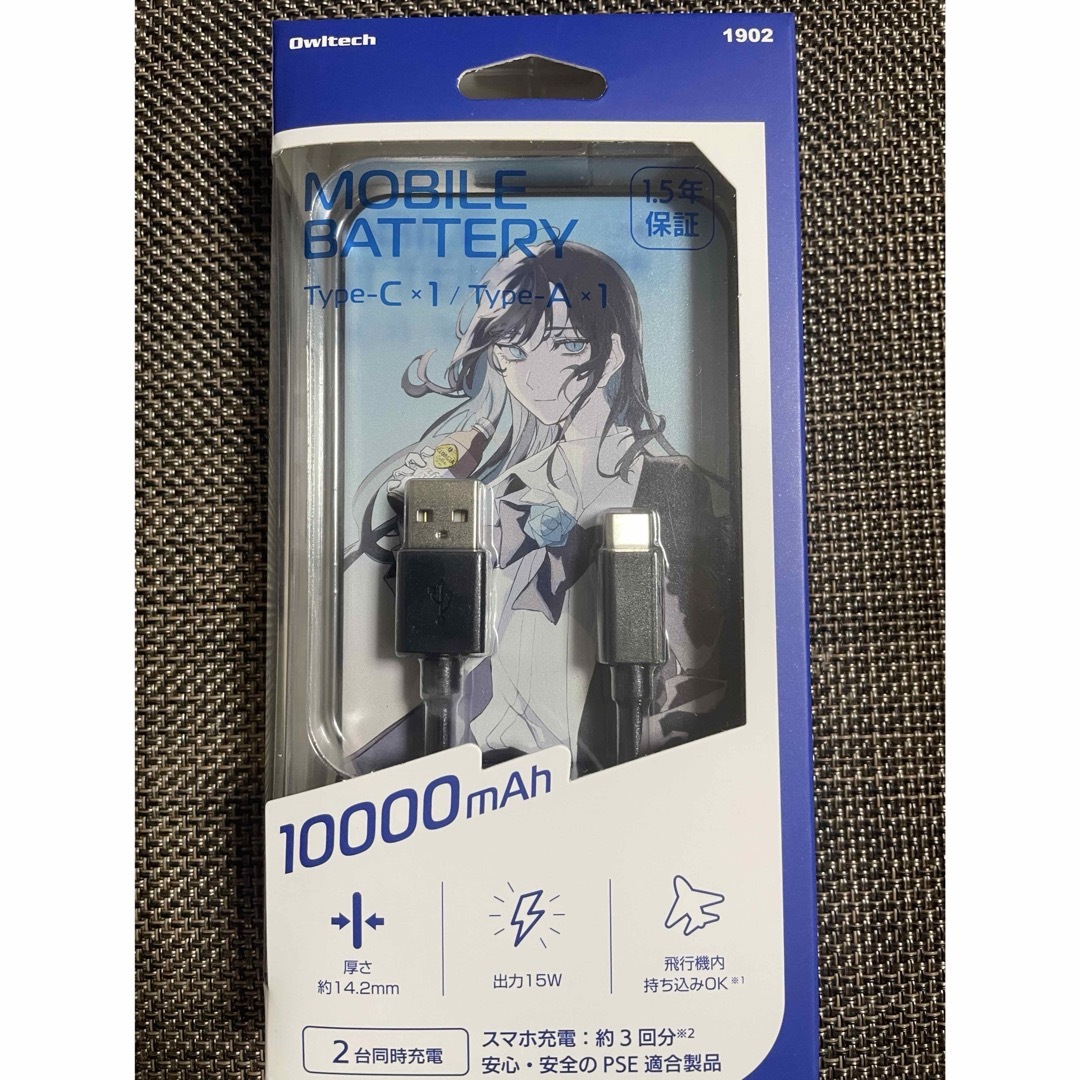 Owltech
1902
MOBILE
BATTERY
1.5年
保証
Type-C×1 / Type-A×1
10000mAh
厚さ
約14.2mm
出力15W
飛行機内
持ち込みOK※1
2台同時充電
スマホ充電：約3回分※2
安心・安全のPSE適合製品